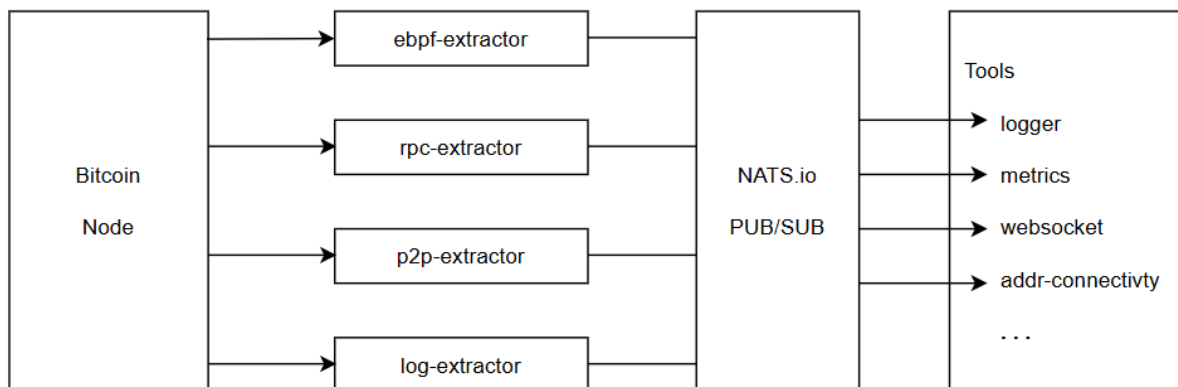 Bitcoin
Node
ebpf-extractor
rpc-extractor
p2p-extractor
log-extractor
NATS.io
PUB/SUB
Tools
logger
metrics
websocket
addr-connectivty
...